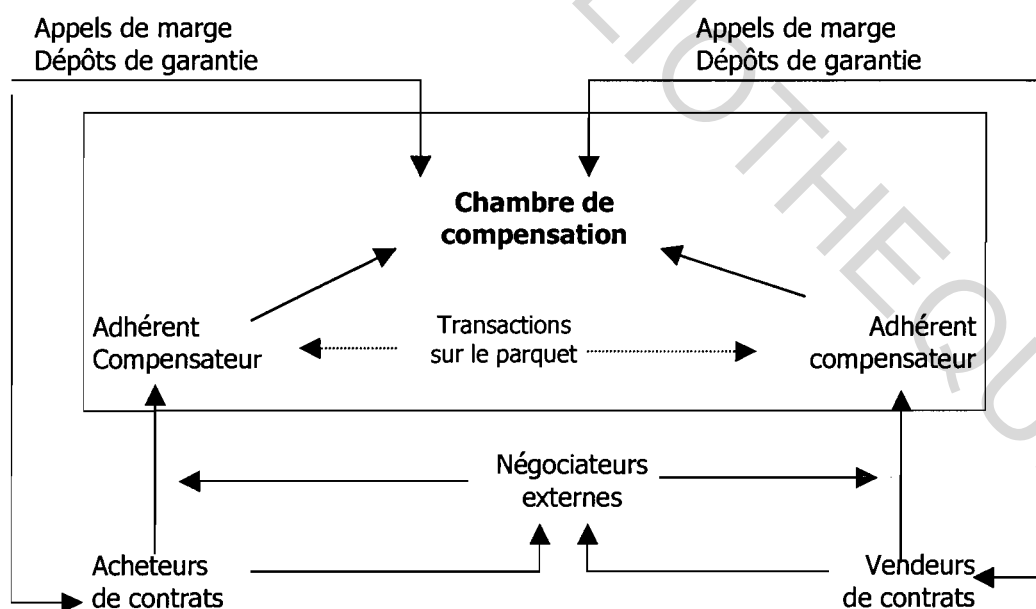 Appels de marge
Dépôts de garantie
Appels de marge
Dépôts de garantie
Chambre de
compensation
Adhérent
Compensateur
Transactions
sur le parquet
Adhérent
compensateur
Négociateurs
externes
Acheteurs
de contrats
Vendeurs
de contrats
LIOTHEQU